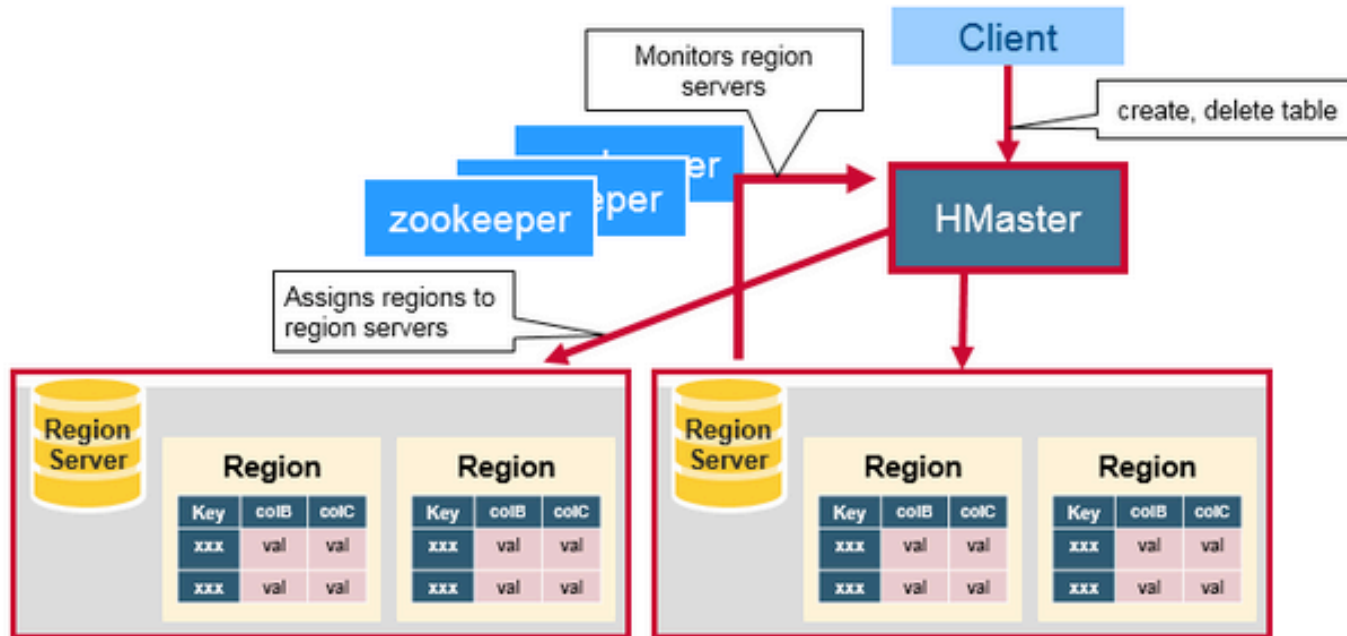 Client
Monitors region
servers
create, delete table
er
eper
zookeeper
HMaster
Assigns regions to
region servers
Region
Server
Region
Region
Key colB colC
xxx val val
xxx val val
Key colB colC
xxx val val
xxx val val
Region
Server
Region
Region
Key colB colC
xxx val val
xxx val val
Key colB colC
xxx val val
xxx val val